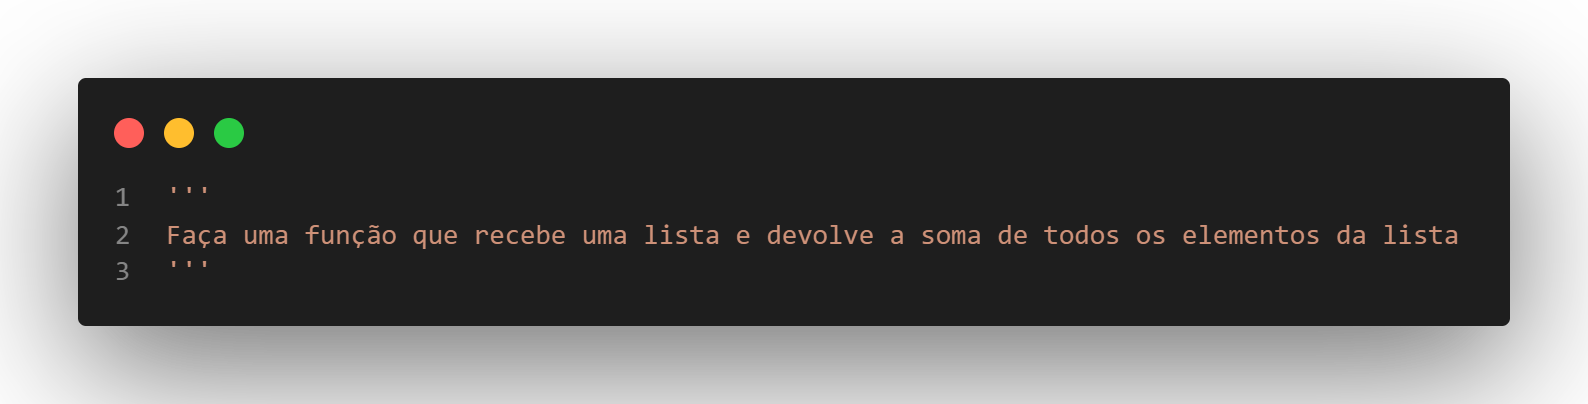 1 '''
2 Faça uma função que recebe uma lista e devolve a soma de todos os elementos da lista
3 '''